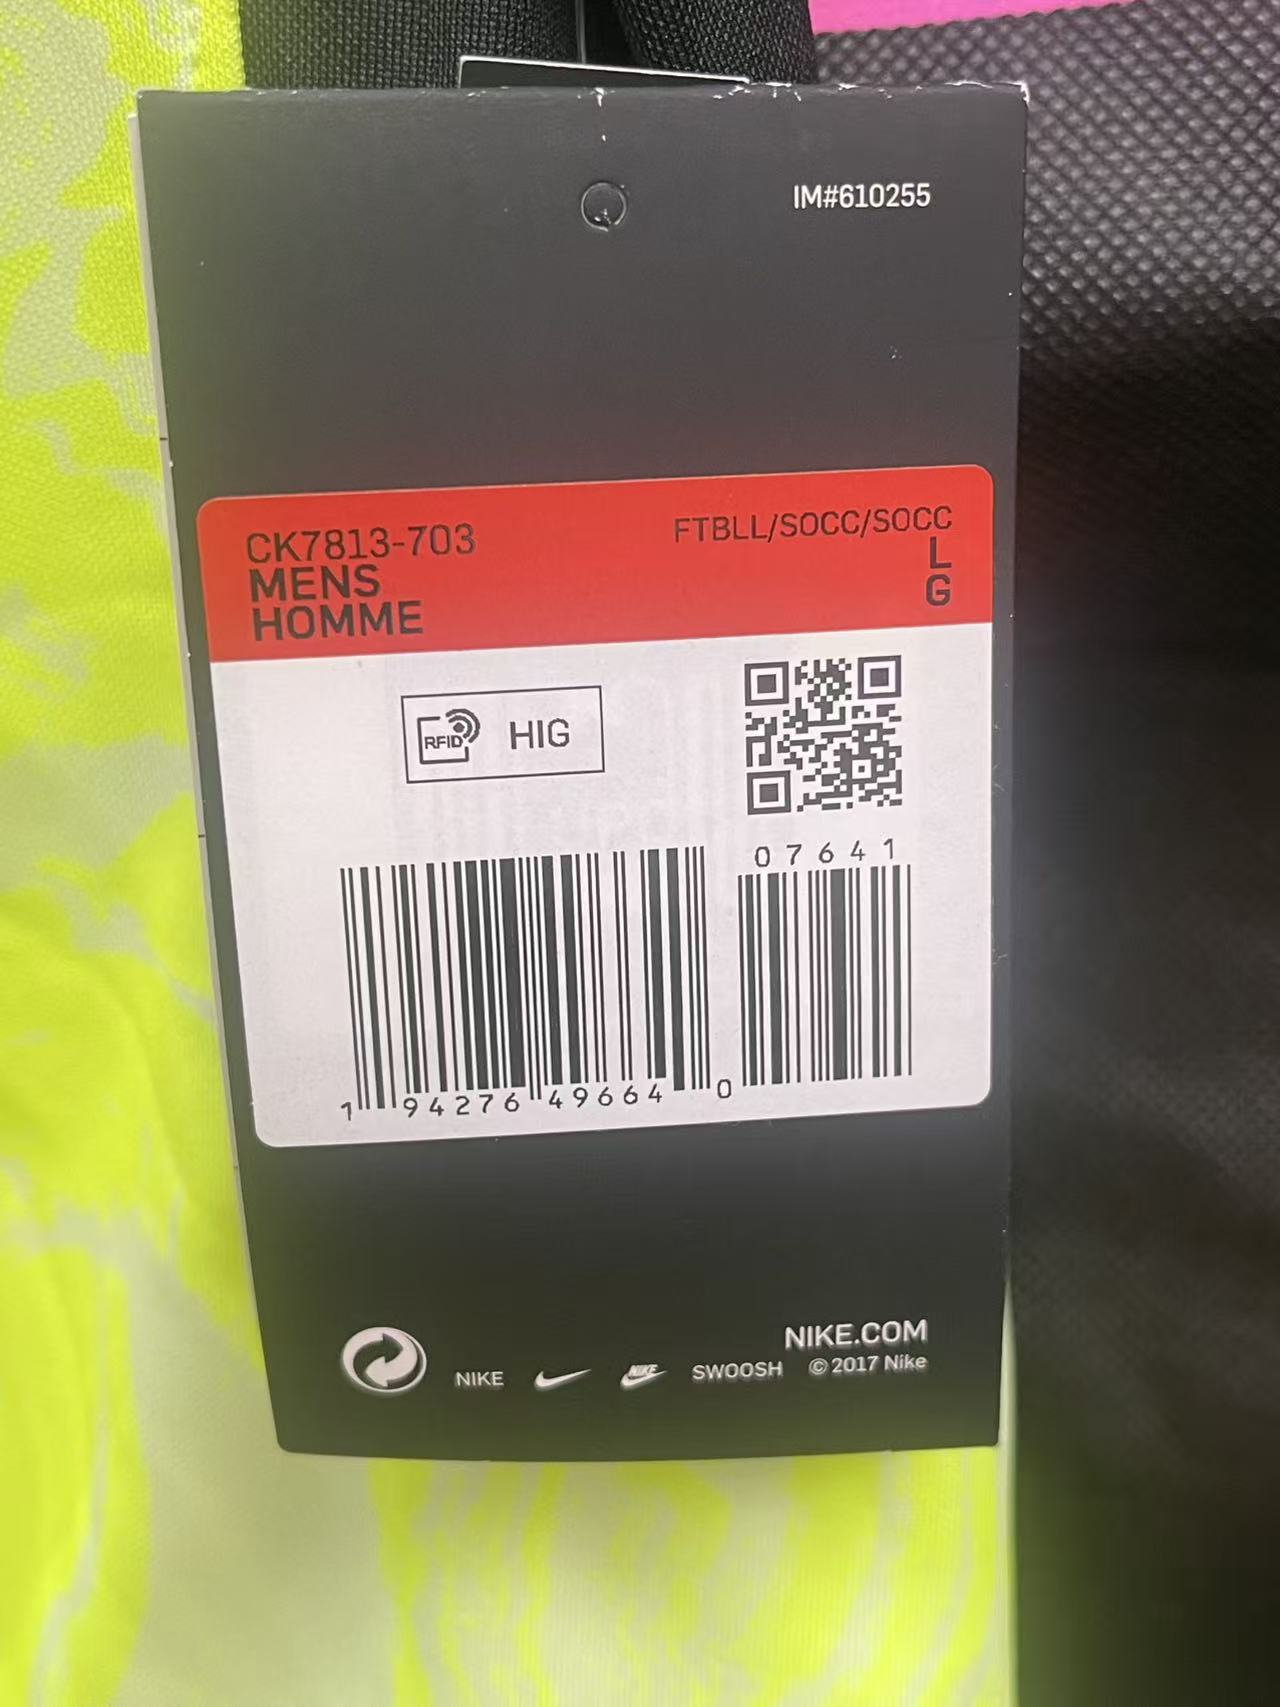 IM#610255
CK7813-703
MENS
HOMME
FTBLL/SOCC/SOCC
L
G
RFID HIG
07641
1 94276 49664 0
NIKE.COM
NIKE NIKE SWOOSH © 2017 Nike